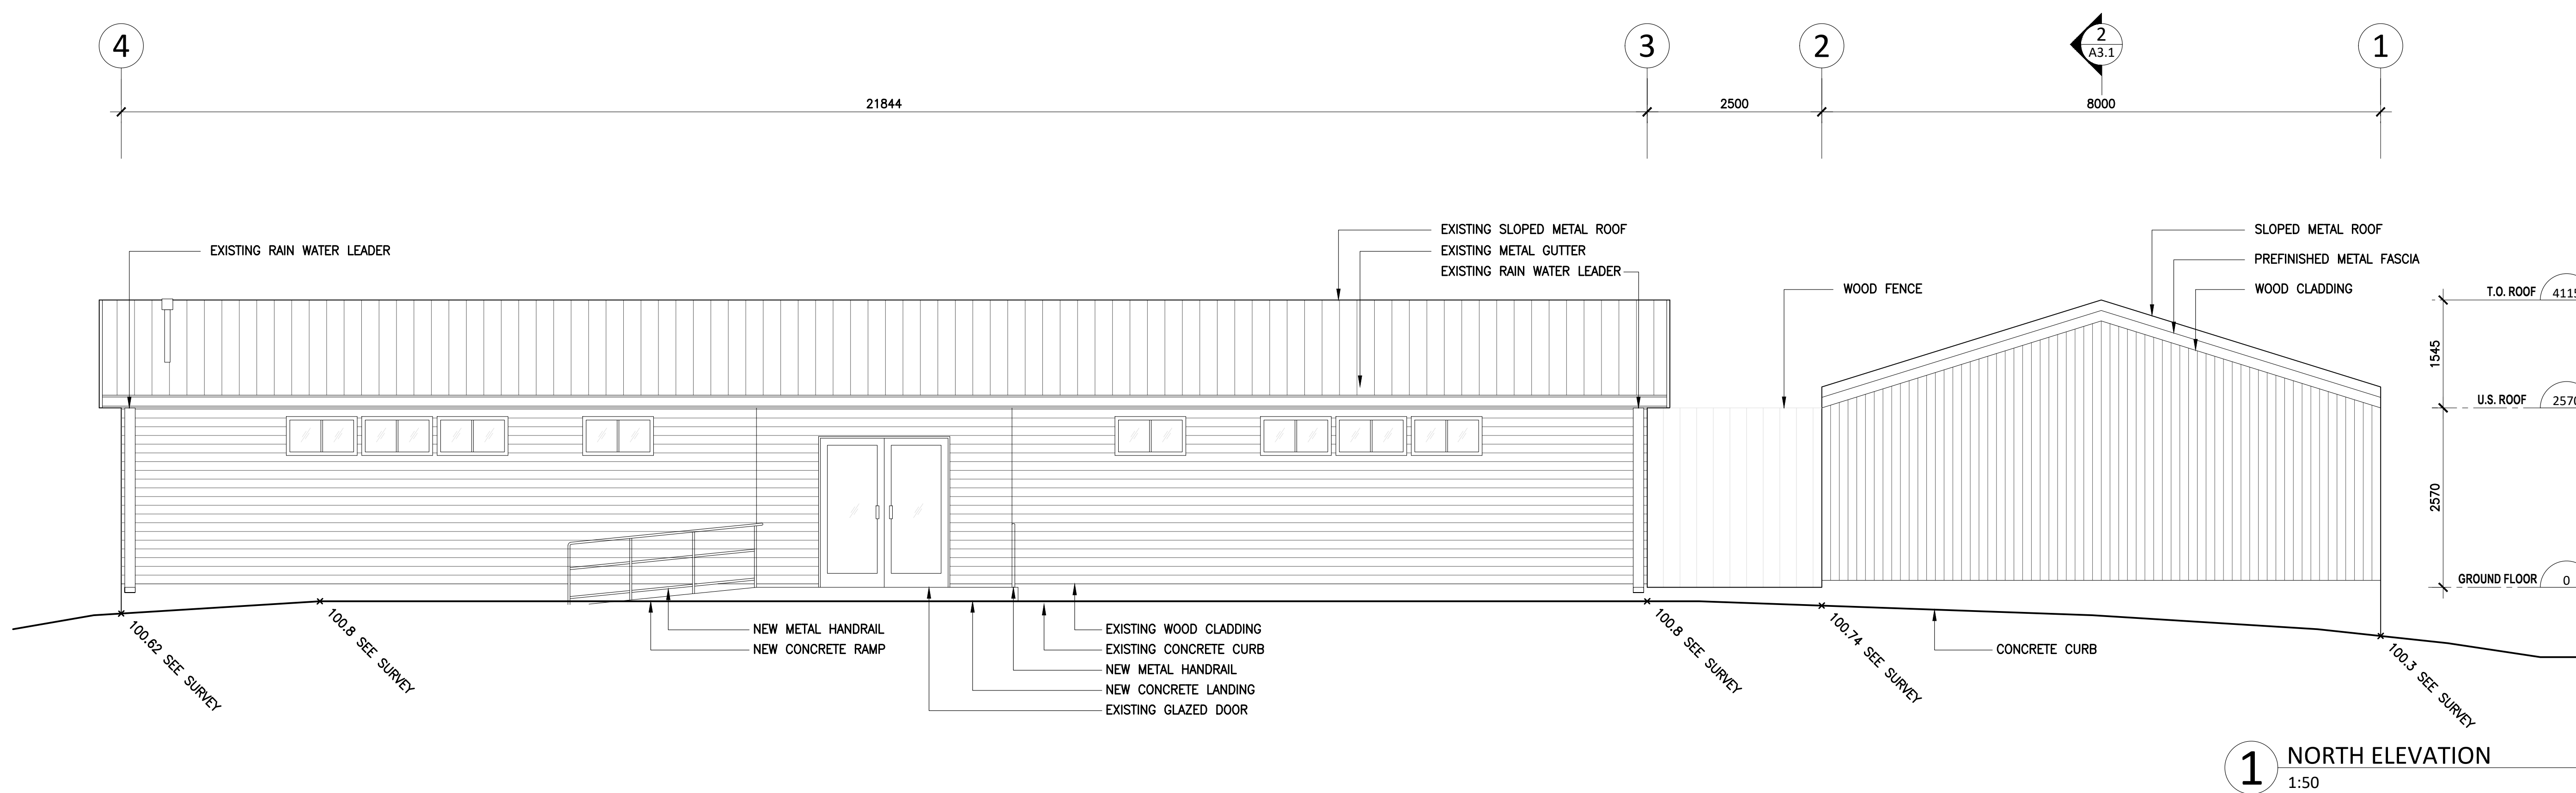 4
3
2
2
A3.1
1
21844
2500
8000
EXISTING RAIN WATER LEADER
EXISTING SLOPED METAL ROOF
EXISTING METAL GUTTER
EXISTING RAIN WATER LEADER
WOOD FENCE
SLOPED METAL ROOF
PREFINISHED METAL FASCIA
WOOD CLADDING
T.O. ROOF 4115
1545
U.S. ROOF 2570
2570
GROUND FLOOR 0
100.62 SEE SURVEY
100.8 SEE SURVEY
NEW METAL HANDRAIL
NEW CONCRETE RAMP
EXISTING WOOD CLADDING
EXISTING CONCRETE CURB
NEW METAL HANDRAIL
NEW CONCRETE LANDING
EXISTING GLAZED DOOR
100.8 SEE SURVEY
100.74 SEE SURVEY
CONCRETE CURB
100.3 SEE SURVEY
1 NORTH ELEVATION
1:50